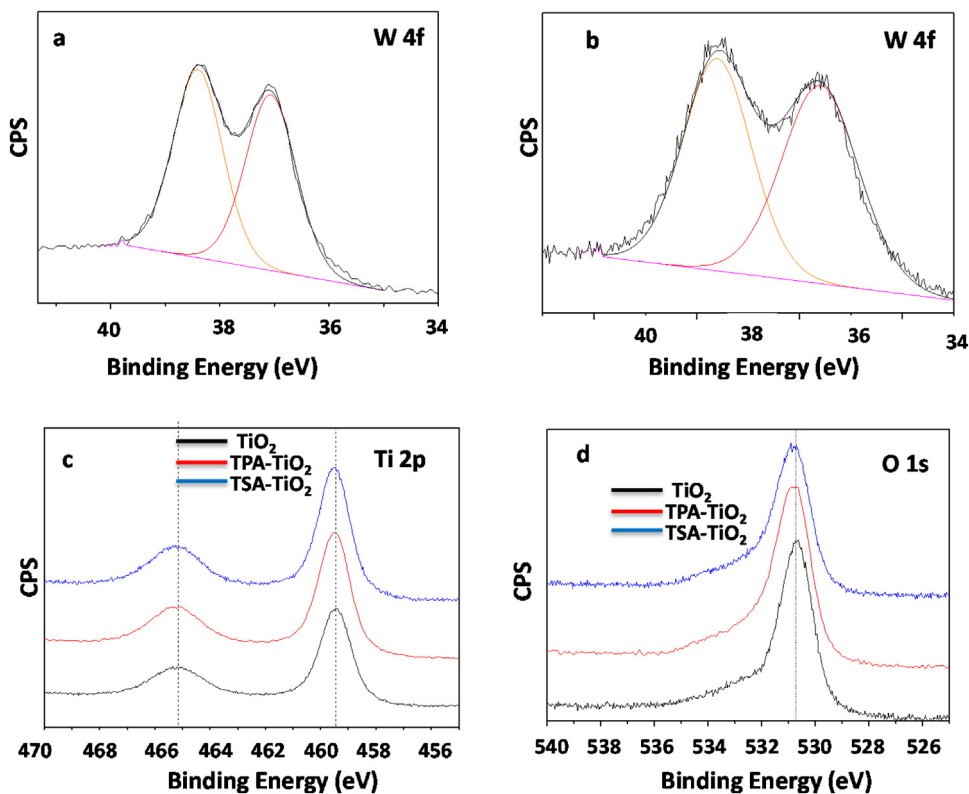 a
W 4f
CPS
40
38
36
34
Binding Energy (eV)
b
W 4f
CPS
40
38
36
34
Binding Energy (eV)
c
TiO₂
TPA-TiO₂
TSA-TiO₂
Ti 2p
CPS
470
468
466
464
462
460
458
456
Binding Energy (eV)
d
O 1s
TiO₂
TPA-TiO₂
TSA-TiO₂
CPS
540
538
536
534
532
530
528
526
Binding Energy (eV)